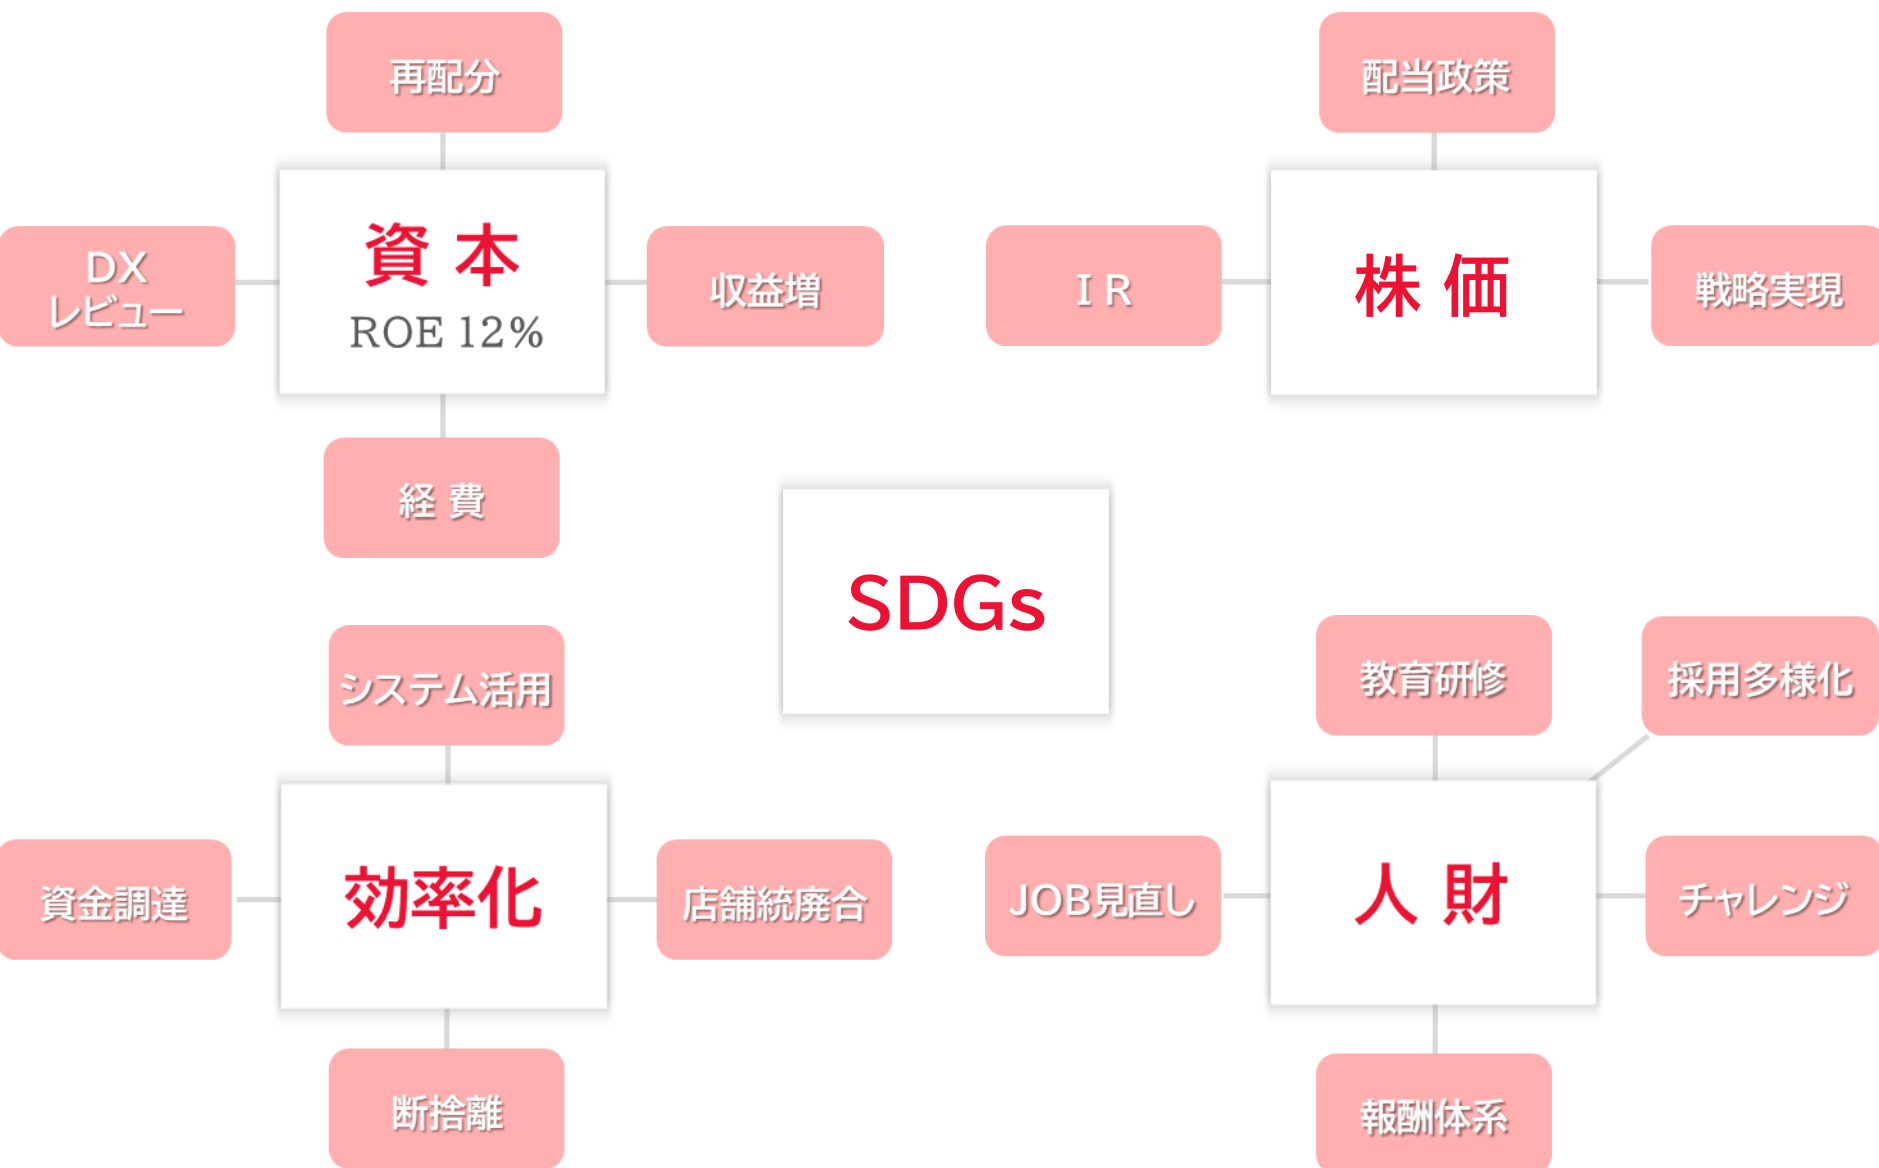 再配分
DX
レビュー
資 本
ROE 12%
収益増
経 費
配当政策
ＩＲ
株 価
戦略実現
SDGs
システム活用
資金調達
効率化
店舗統廃合
断捨離
教育研修
採用多様化
JOB見直し
人 財
チャレンジ
報酬体系